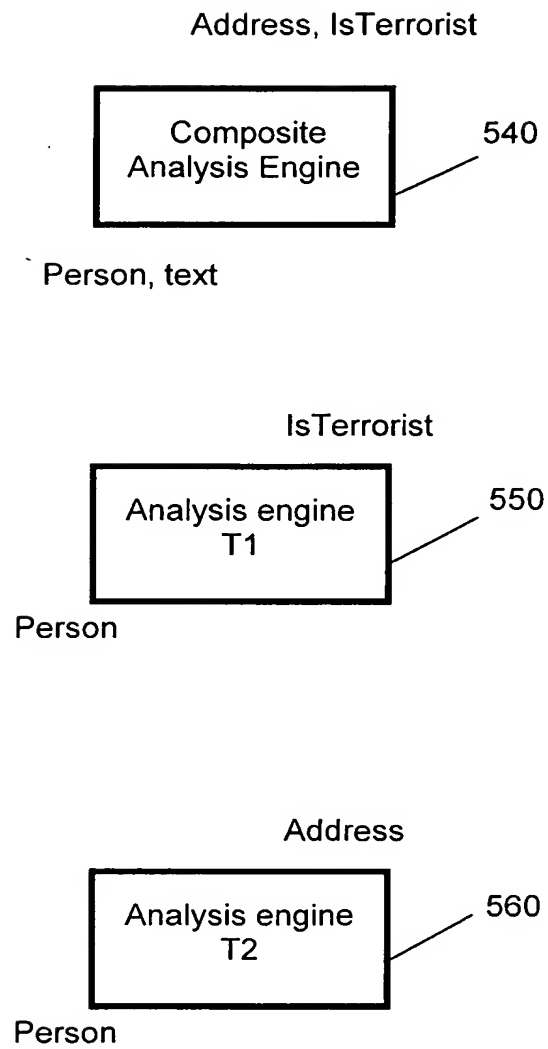 Address, IsTerrorist
Composite
Analysis Engine
540
Person, text
IsTerrorist
Analysis engine
T1
550
Person
Address
Analysis engine
T2
560
Person